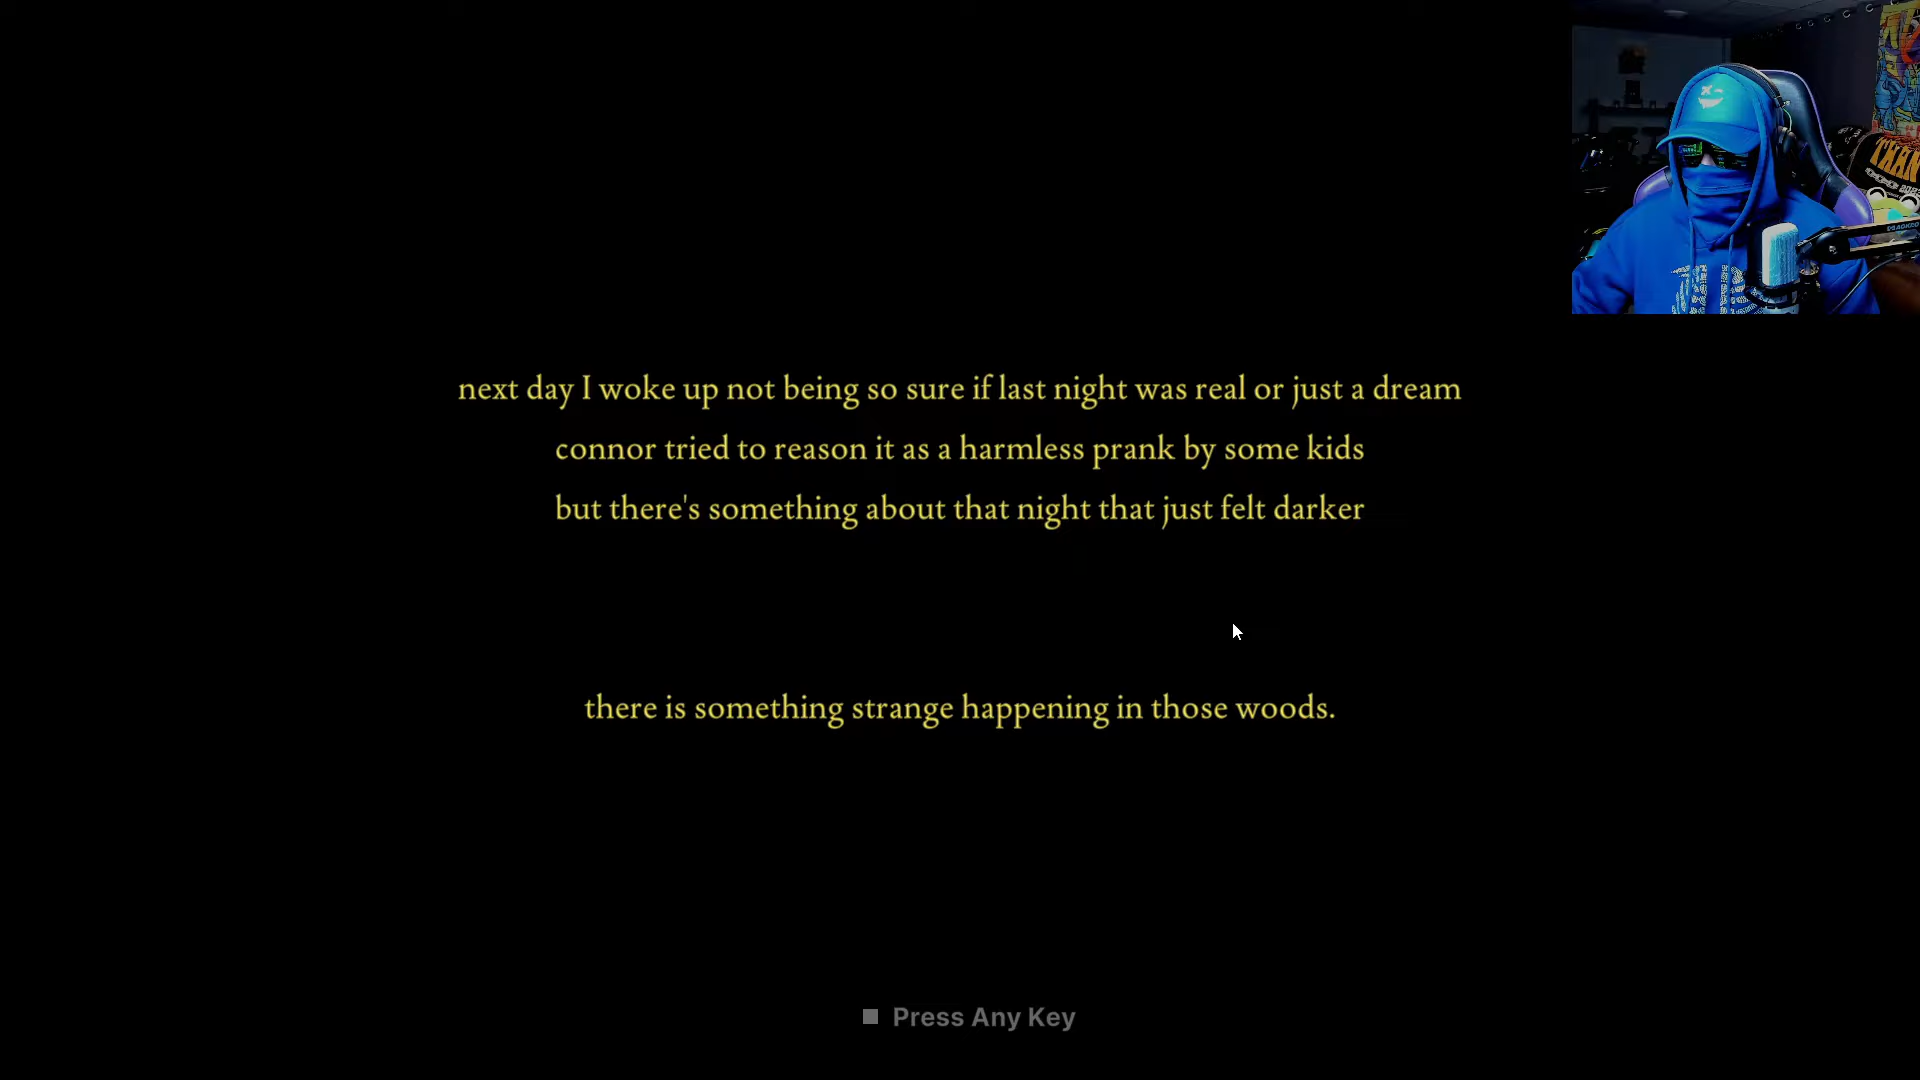 next day I woke up not being so sure if last night was real or just a dream
connor tried to reason it as a harmless prank by some kids
but there's something about that night that just felt darker
there is something strange happening in those woods.
Press Any Key